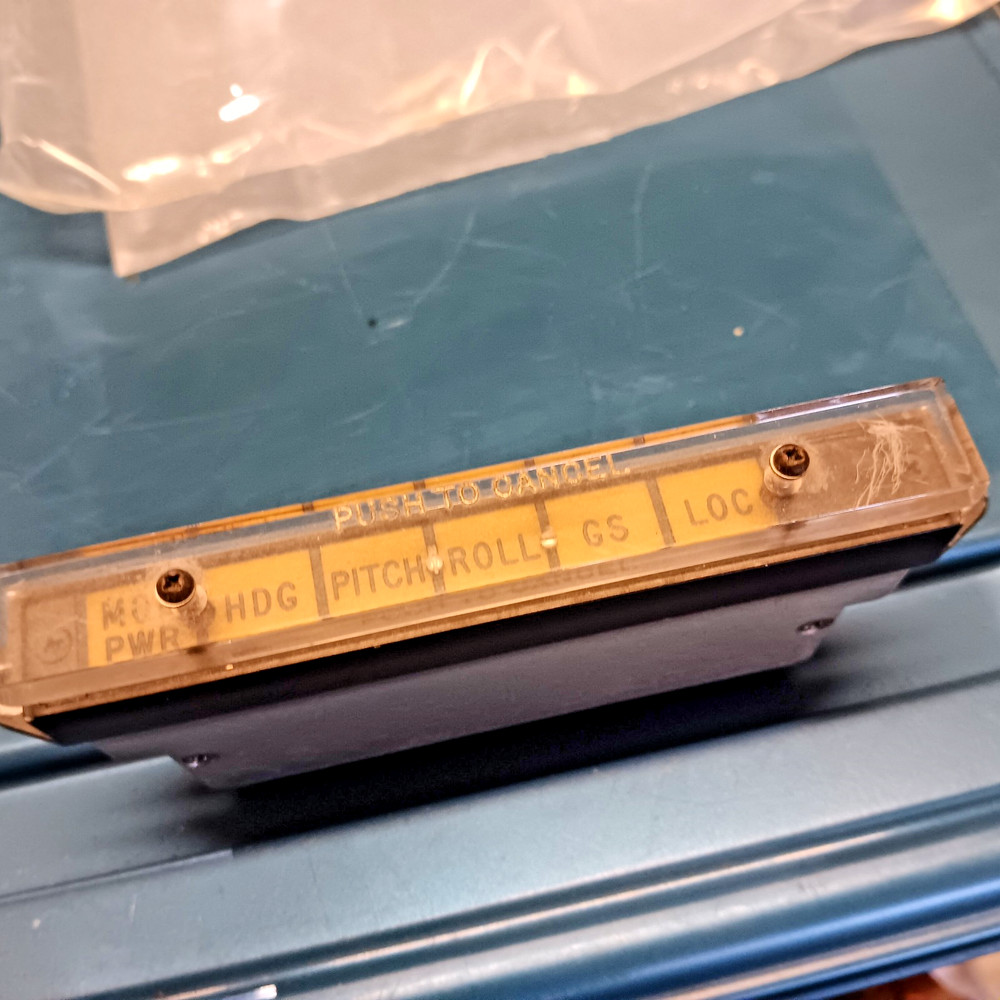 PUSH TO CANCEL
PWR HDG PITCH ROLL GS LOC